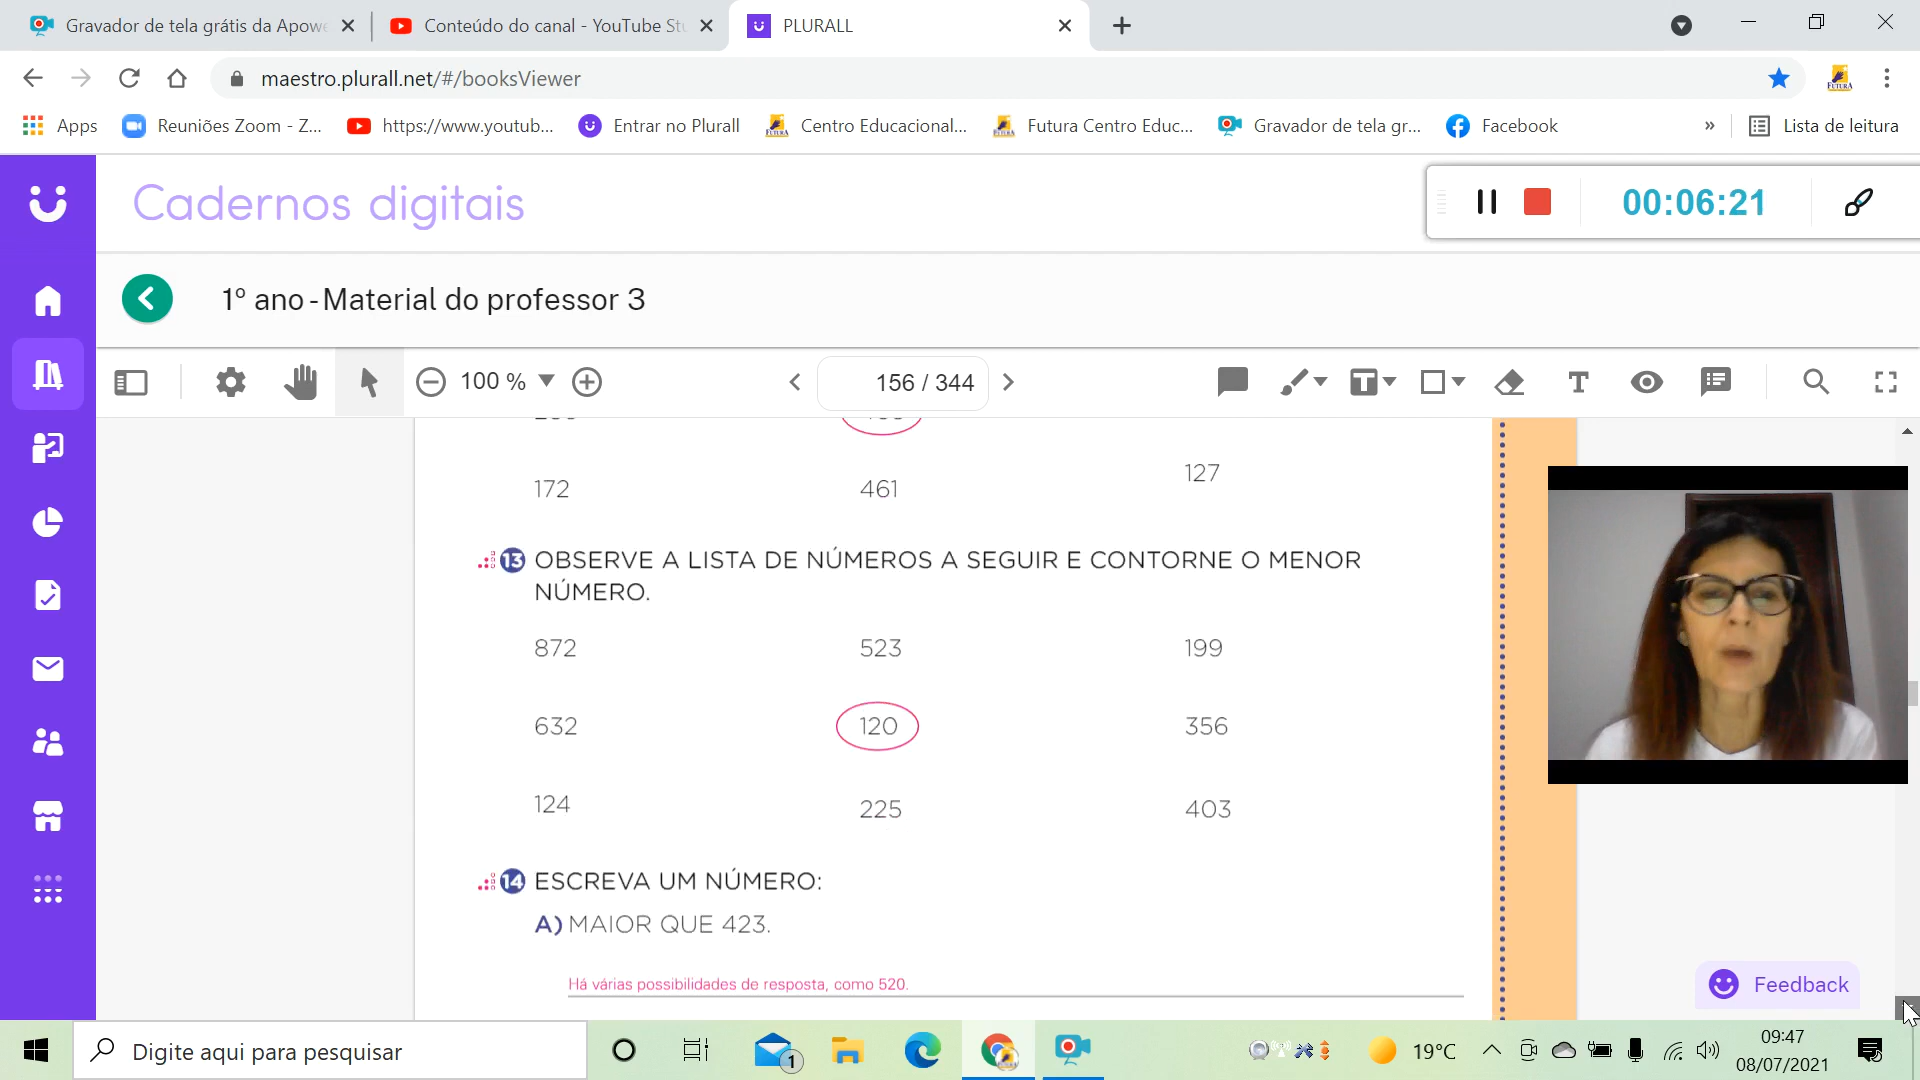 Gravador de tela grátis da Apowe
Conteúdo do canal - YouTube Stu
PLURALL
maestro.plurall.net/#/booksViewer
Apps
Reuniões Zoom - Z...
https://www.youtub...
Entrar no Plurall
Centro Educacional...
Futura Centro Educ...
Gravador de tela gr...
Facebook
»
Lista de leitura
Cadernos digitais
00:06:21
1º ano - Material do professor 3
100 %
156 / 344
172 461 127
13 OBSERVE A LISTA DE NÚMEROS A SEGUIR E CONTORNE O MENOR
NÚMERO.
872 523 199
632 120 356
124 225 403
14 ESCREVA UM NÚMERO:
A) MAIOR QUE 423.
Há várias possibilidades de resposta, como 520.
Feedback
Digite aqui para pesquisar
1
19°C
09:47
08/07/2021